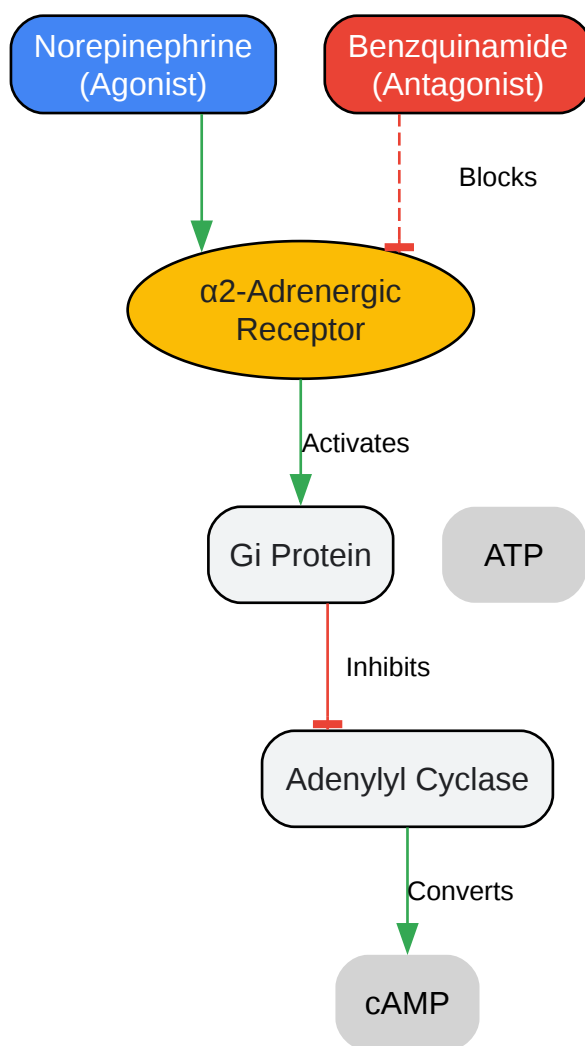 Norepinephrine
(Agonist)
Benzquinamide
(Antagonist)
Blocks
α2-Adrenergic
Receptor
Activates
Gi Protein
ATP
Inhibits
Adenylyl Cyclase
Converts
cAMP